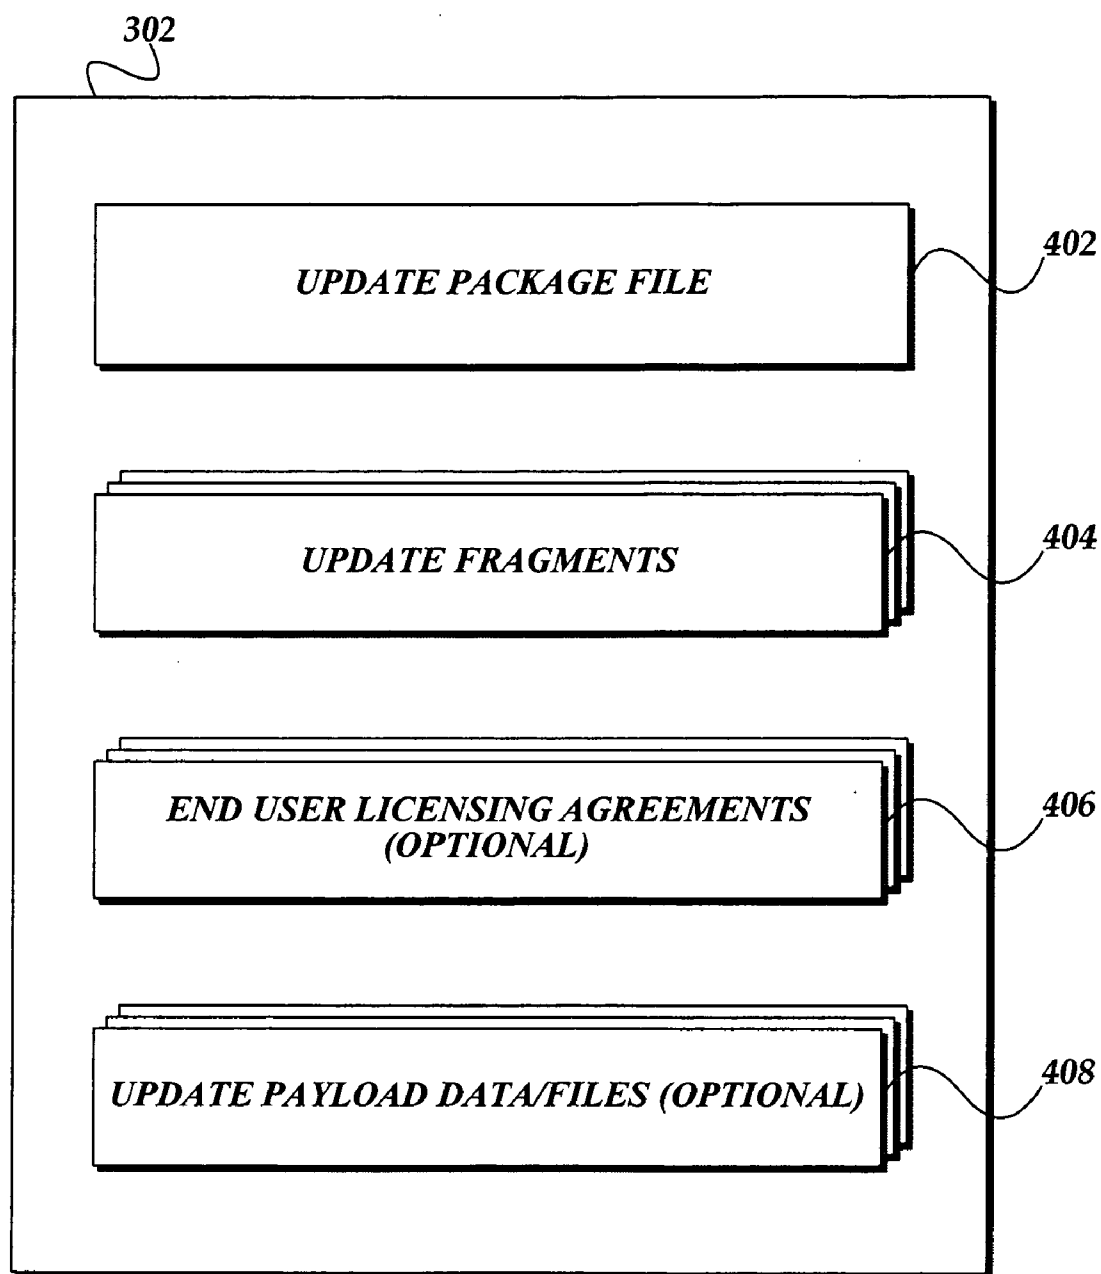 302
UPDATE PACKAGE FILE
402
UPDATE FRAGMENTS
404
END USER LICENSING AGREEMENTS
(OPTIONAL)
406
UPDATE PAYLOAD DATA/FILES (OPTIONAL)
408